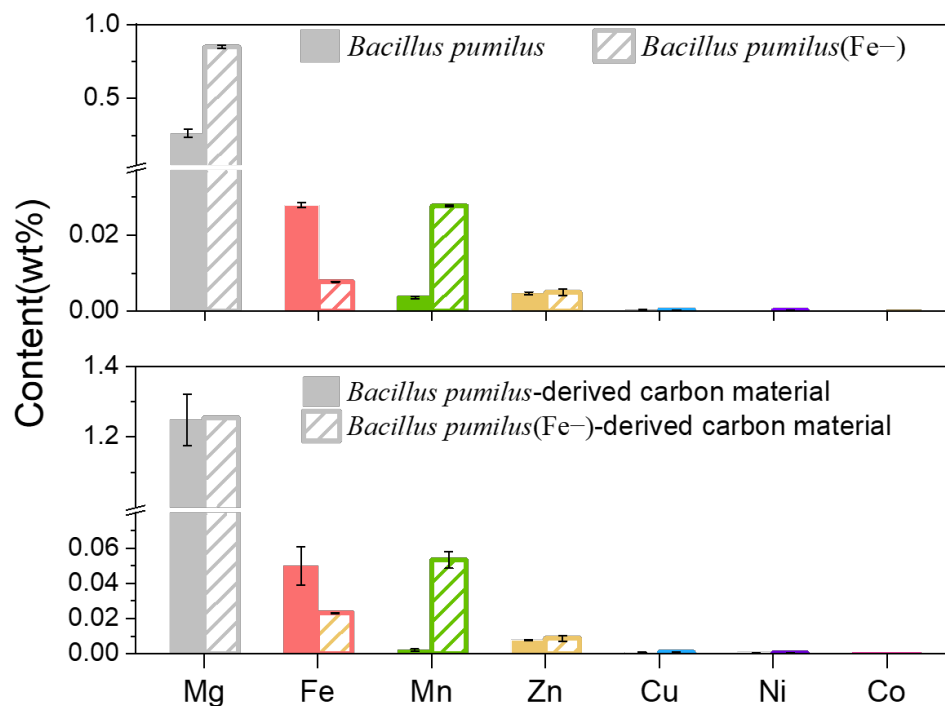 Content(wt%)
1.0
0.5
0.02
0.00
Bacillus pumilus
Bacillus pumilus(Fe−)
1.4
1.2
0.06
0.04
0.02
0.00
Bacillus pumilus-derived carbon material
Bacillus pumilus(Fe−)-derived carbon material
Mg Fe Mn Zn Cu Ni Co